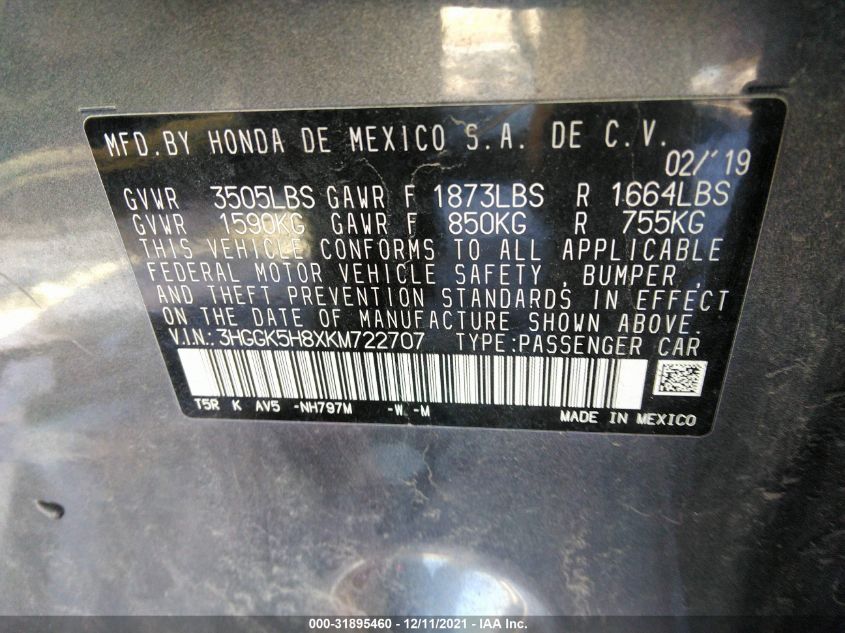 MFD.BY HONDA DE MEXICO S.A. DE C.V.
02/'19
GVWR 3505LBS GAWR F 1873LBS R 1664LBS
GVWR 1590KG GAWR F 850KG R 755KG
THIS VEHICLE CONFORMS TO ALL APPLICABLE
FEDERAL MOTOR VEHICLE SAFETY , BUMPER ,
AND THEFT PREVENTION STANDARDS IN EFFECT
ON THE DATE OF MANUFACTURE SHOWN ABOVE.
V.I.N.: 3HGGK5H8XKM722707 TYPE:PASSENGER CAR
T5R K AV5 -NH797M -W -M
MADE IN MEXICO
000-31895460 - 12/11/2021 - IAA Inc.